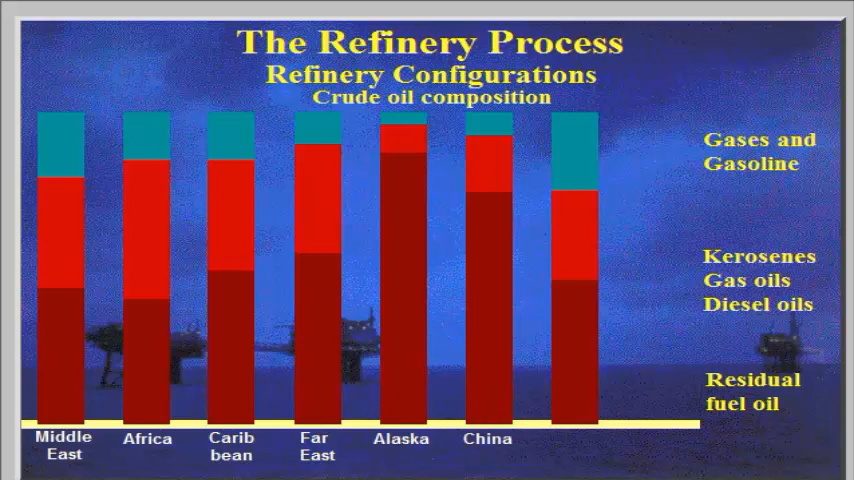 The Refinery Process
Refinery Configurations
Crude oil composition
Gases and
Gasoline
Kerosenes
Gas oils
Diesel oils
Residual
fuel oil
Middle
East
Africa
Carib
bean
Far
East
Alaska
China